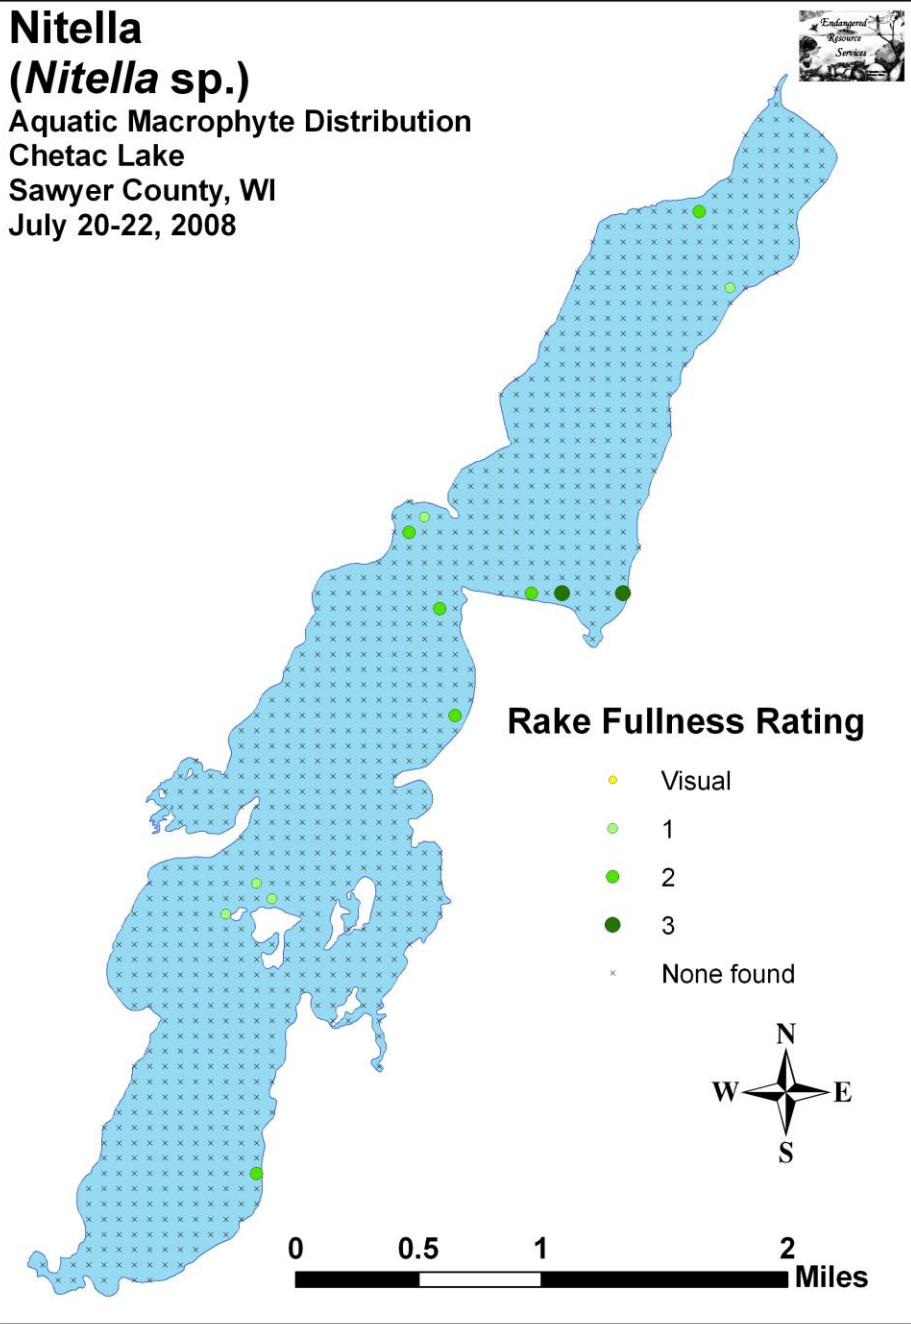 Nitella
(Nitella sp.)
Aquatic Macrophyte Distribution
Chetac Lake
Sawyer County, WI
July 20-22, 2008
Endangered
Resource
Services
Rake Fullness Rating
Visual
1
2
3
None found
N
W E
S
0 0.5 1 2
Miles